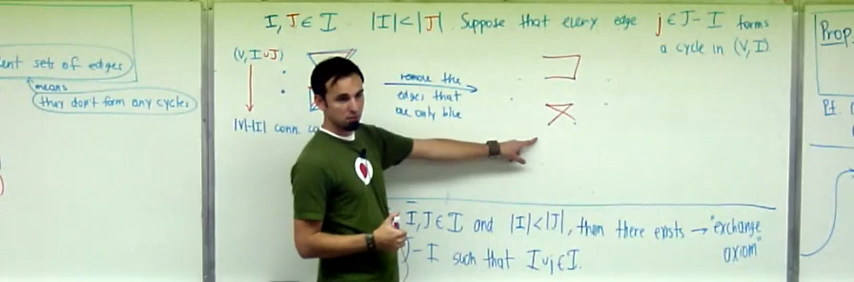 ent sets of edges
means
they don't form any cycles
I, J ∈ I |I| < |J|. Suppose that every edge j ∈ J - I forms
a cycle in (V, I).
(V, I∪J)
|V|-|I| conn.
remove the
edges that
are only blue
I, J ∈ I and |I| < |J|, then there exists → "exchange
axiom"
- I such that I ∪ j ∈ I.
Prop.
Pf.